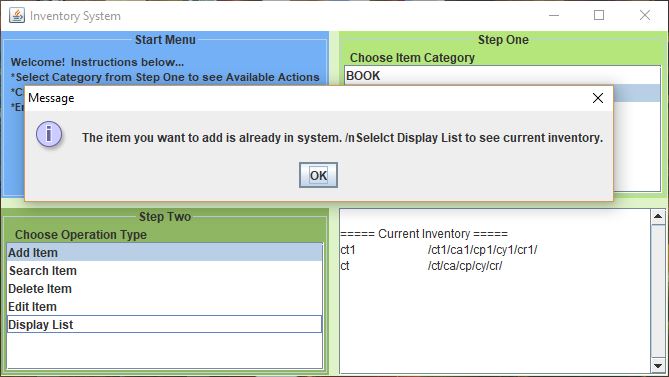 Inventory System
Start Menu
Welcome! Instructions below...
*Select Category from Step One to see Available Actions
*C
*E
Step One
Choose Item Category
BOOK
Message
The item you want to add is already in system. /nSelelct Display List to see current inventory.
OK
Step Two
Choose Operation Type
Add Item
Search Item
Delete Item
Edit Item
Display List
===== Current Inventory =====
ct1 /ct1/ca1/cp1/cy1/cr1/
ct /ct/ca/cp/cy/cr/